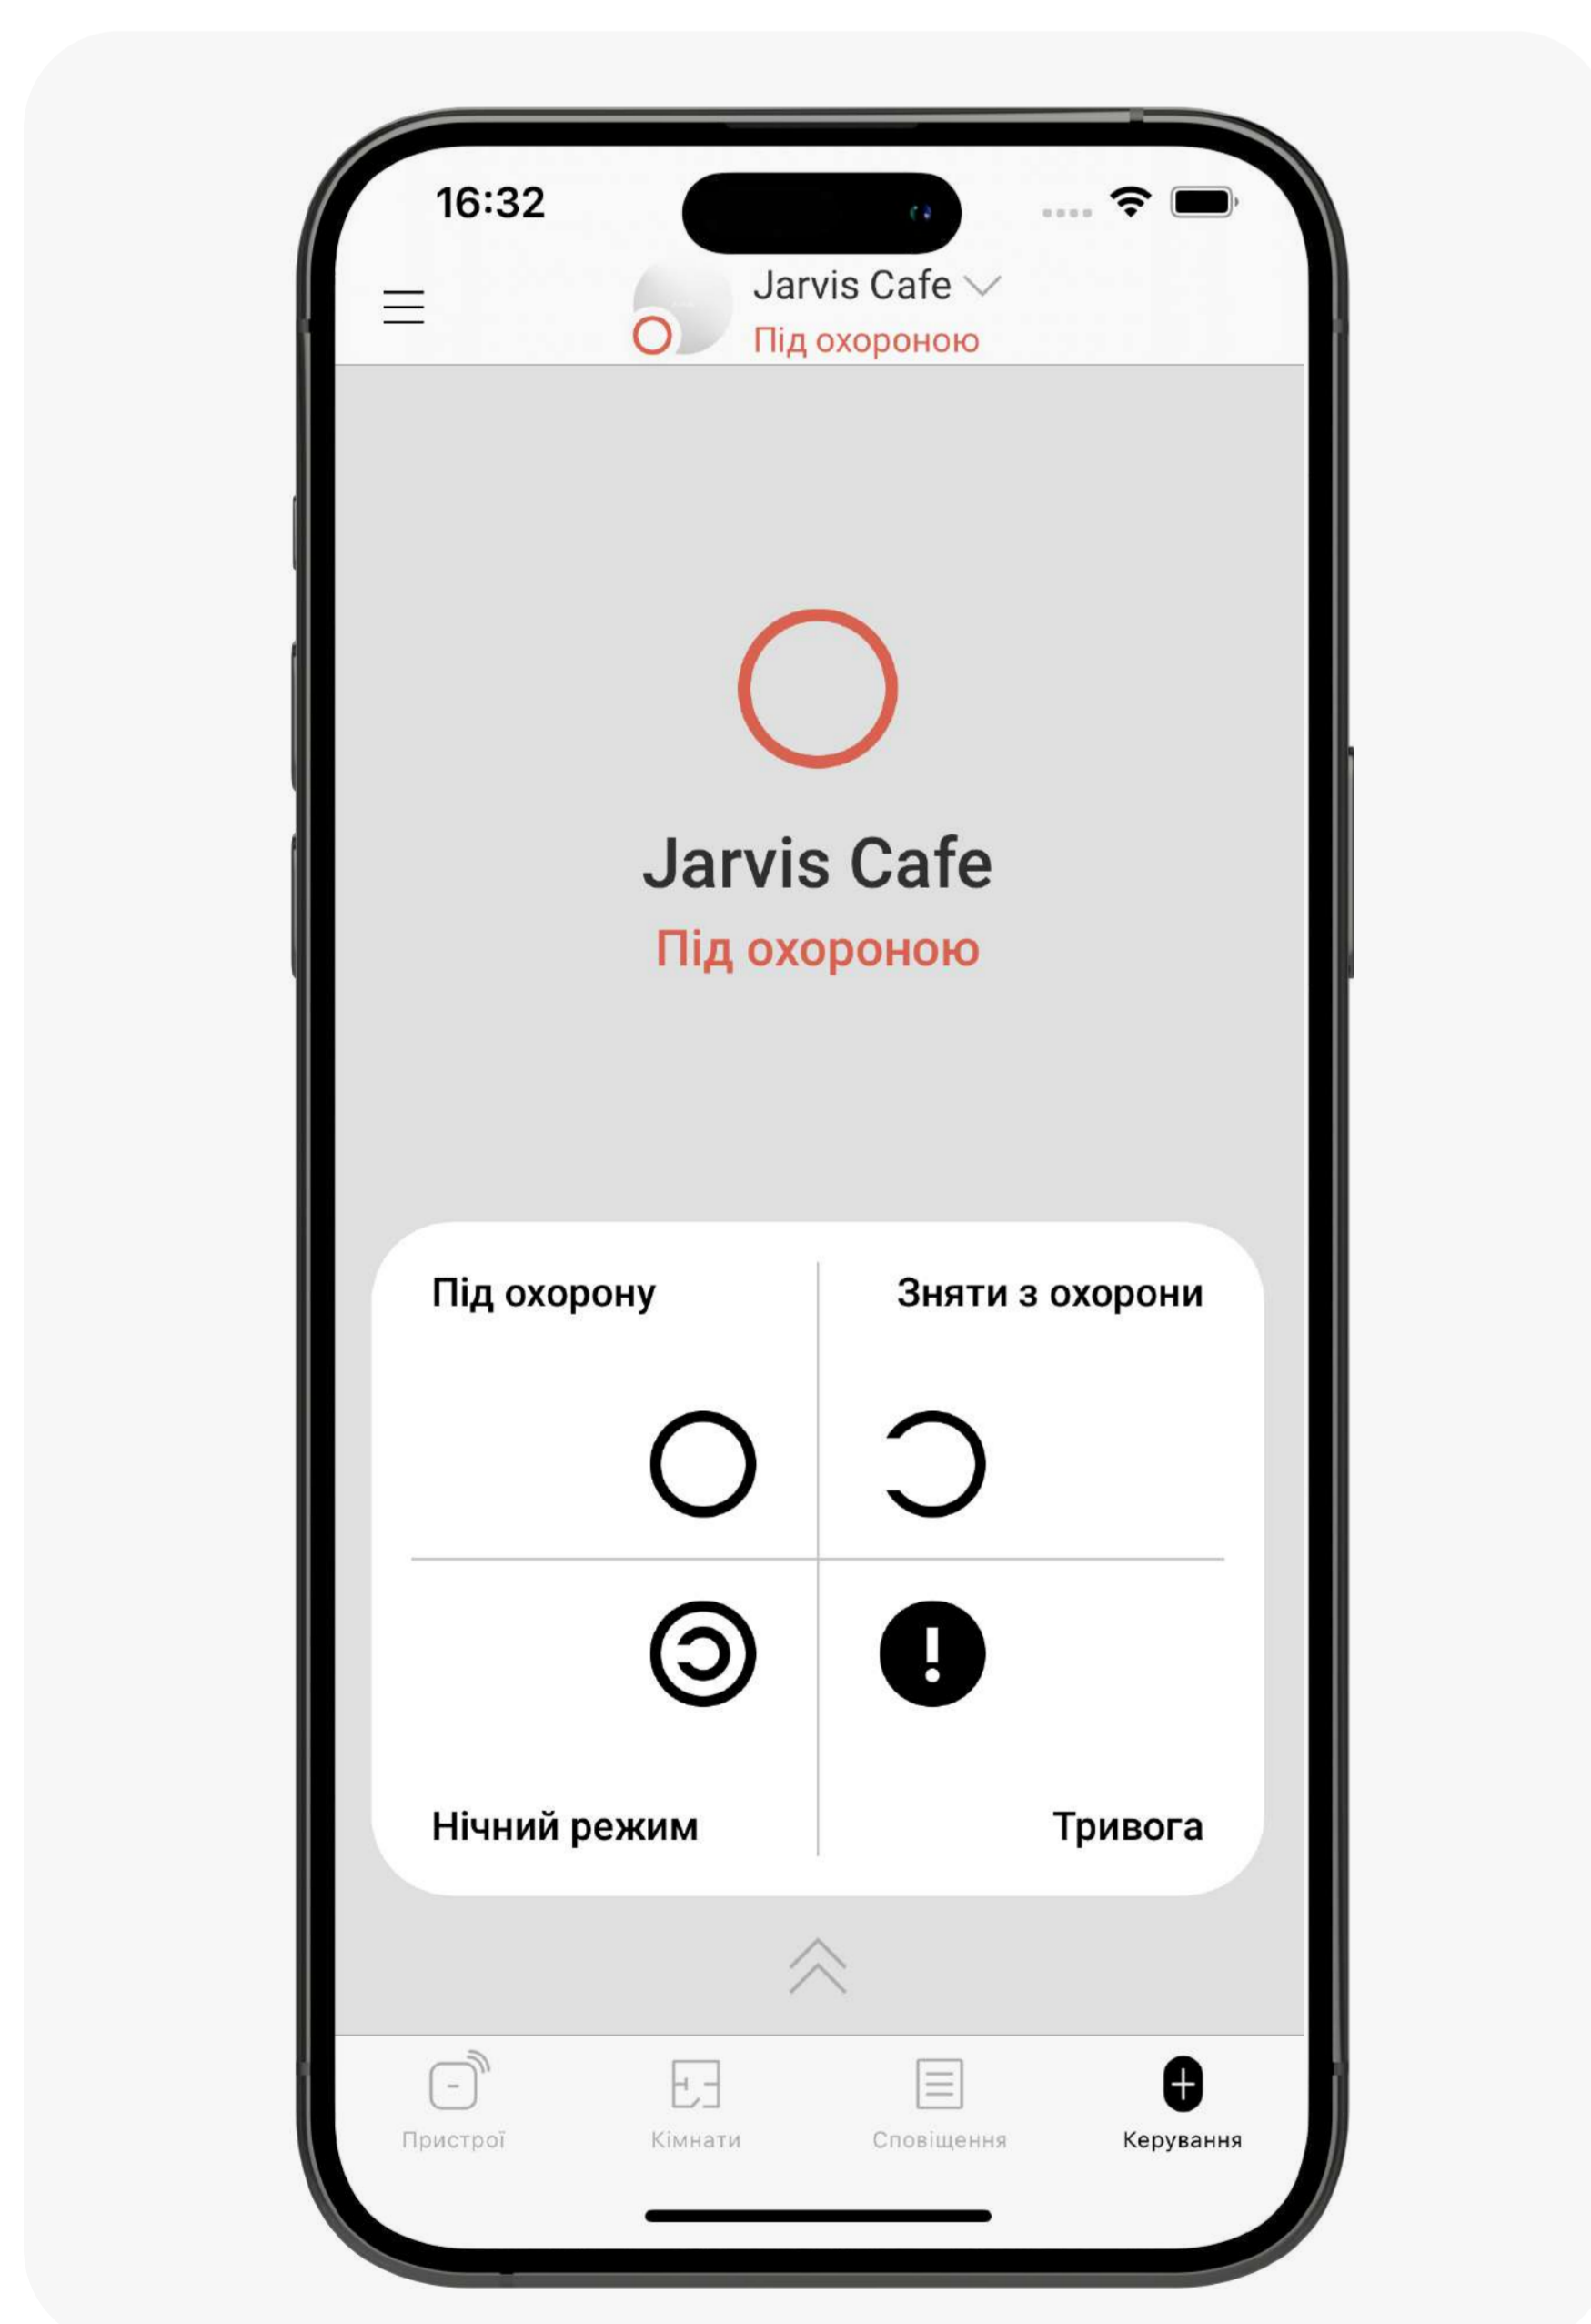 16:32
Jarvis Cafe
Під охороною
Jarvis Cafe
Під охороною
Під охорону
Зняти з охорони
Нічний режим
Тривога
Пристрої
Кімнати
Сповіщення
Керування